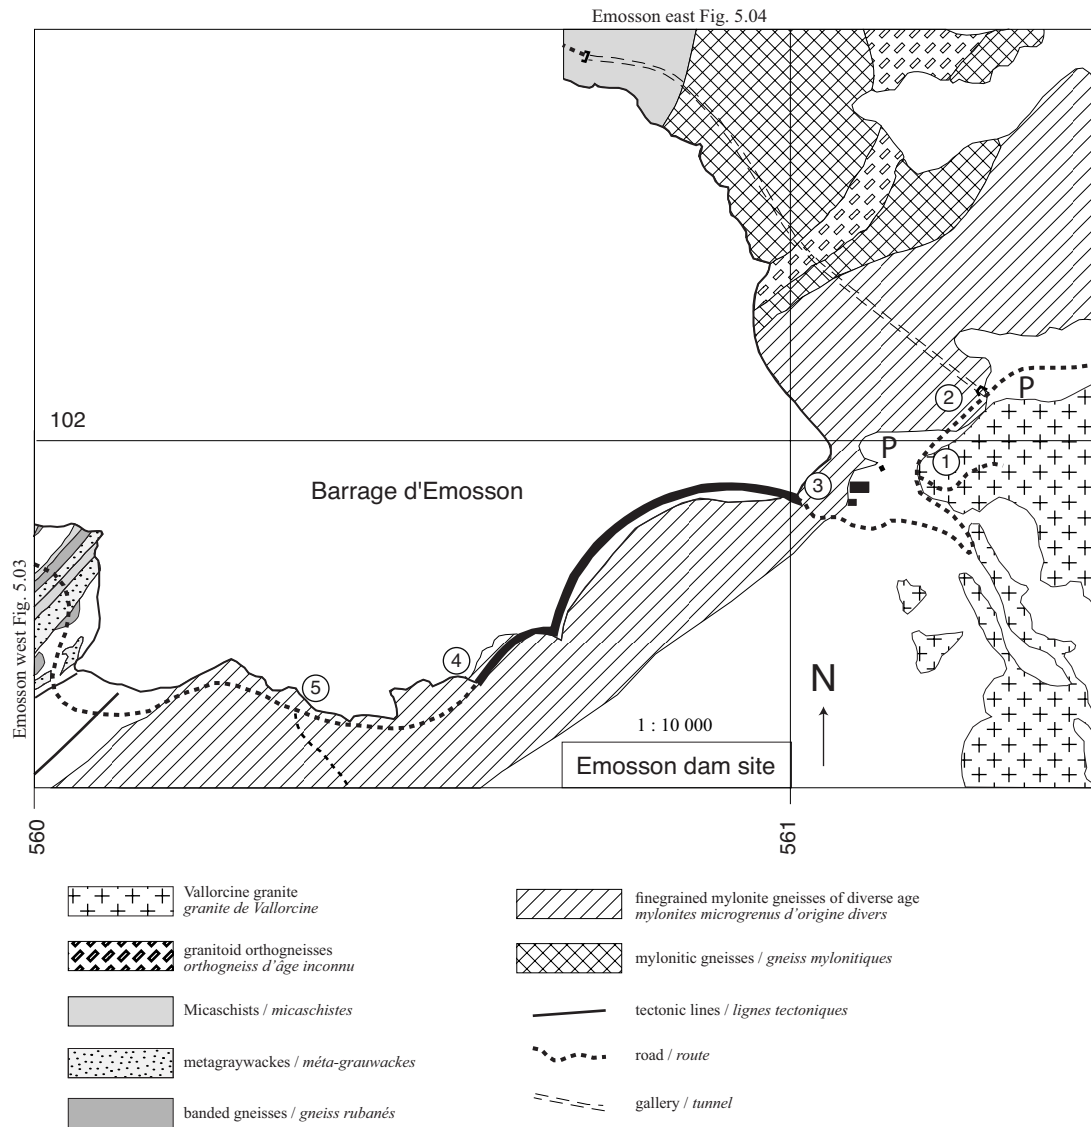 Emosson east Fig. 5.04
2
P
102
P
1
Barrage d'Emosson
3
Emosson west Fig. 5.03
4
5
N
1 : 10 000
Emosson dam site
560
561
Vallorcine granite
granite de Vallorcine
granitoid orthogneisses
orthogneiss d'âge inconnu
Micaschists / micaschistes
metagraywackes / méta-grauwackes
banded gneisses / gneiss rubanés
finegrained mylonite gneisses of diverse age
mylonites microgrenus d'origine divers
mylonitic gneisses / gneiss mylonitiques
tectonic lines / lignes tectoniques
road / route
gallery / tunnel